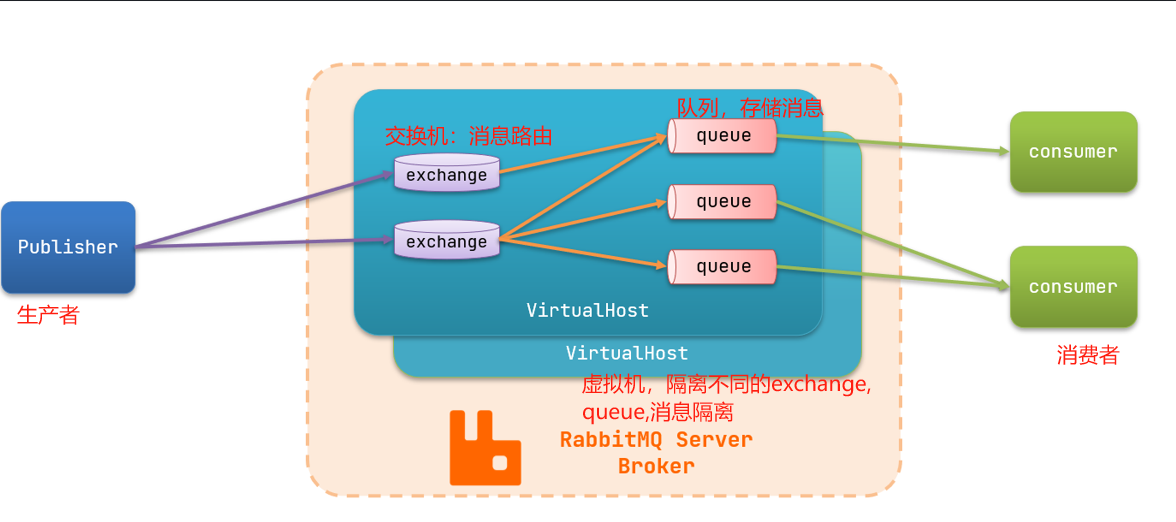 队列，存储消息
交换机：消息路由
queue
consumer
exchange
queue
exchange
Publisher
queue
consumer
生产者
VirtualHost
VirtualHost
消费者
虚拟机，隔离不同的exchange,
queue,消息隔离
RabbitMQ Server
Broker